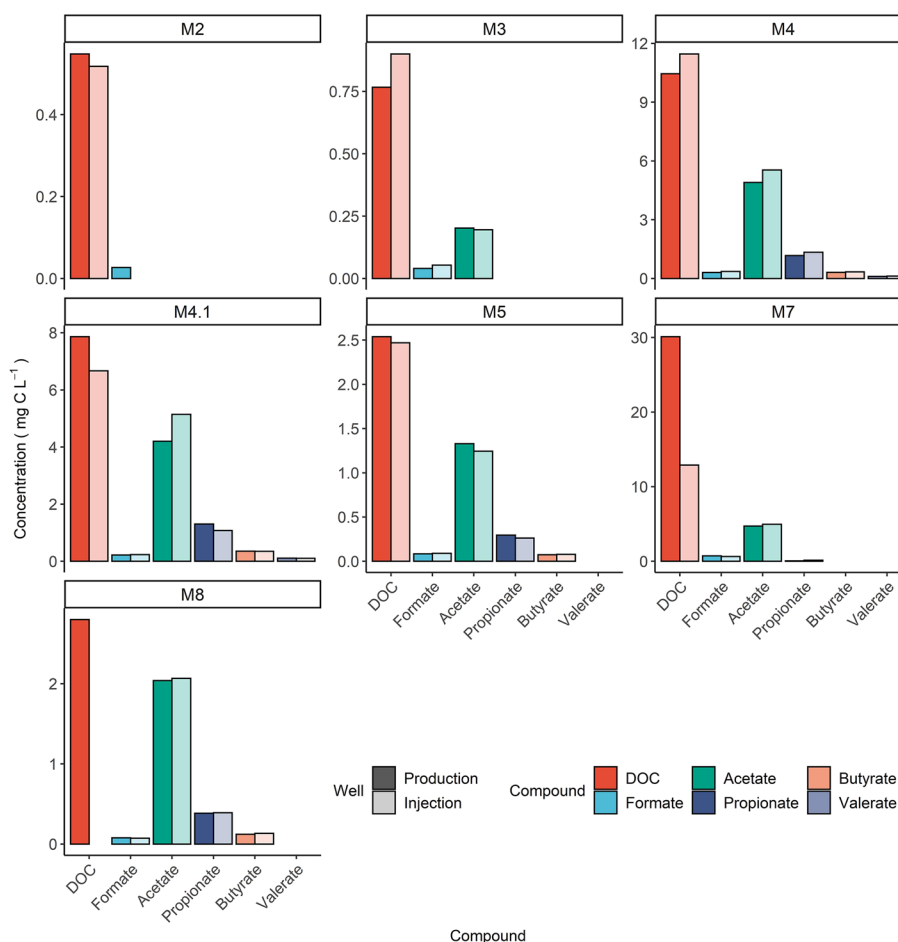 M2
M3
M4
0.4
0.2
0.0
0.75
0.50
0.25
0.00
12
9
6
3
0
M4.1
M5
M7
8
6
4
2
0
2.5
2.0
1.5
1.0
0.5
0.0
30
20
10
0
Concentration ( mg C L⁻¹)
DOC
Formate
Acetate
Propionate
Butyrate
Valerate
DOC
Formate
Acetate
Propionate
Butyrate
Valerate
M8
2
1
0
DOC
Formate
Acetate
Propionate
Butyrate
Valerate
Well
Production
Injection
Compound
DOC
Formate
Acetate
Propionate
Butyrate
Valerate
Compound